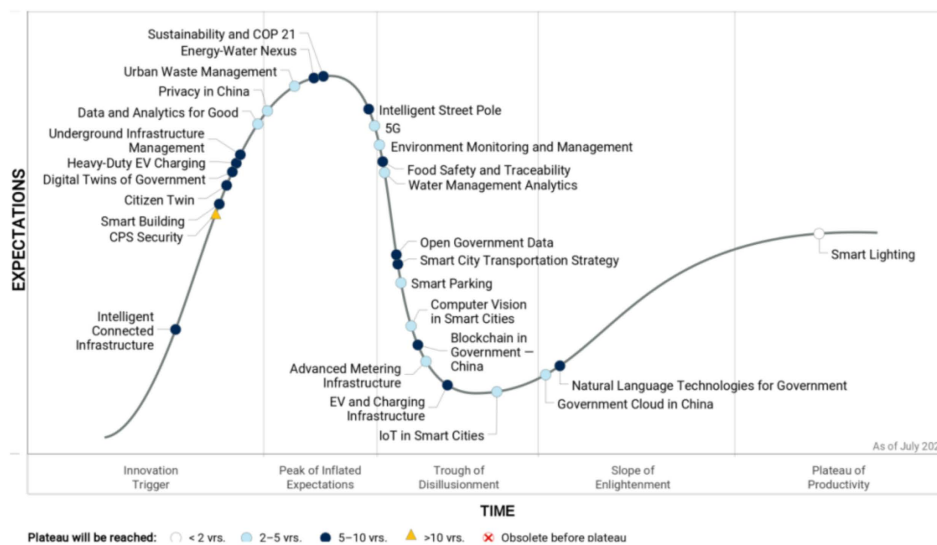 Sustainability and COP 21
Energy-Water Nexus
Urban Waste Management
Privacy in China
Data and Analytics for Good
Underground Infrastructure
Management
Heavy-Duty EV Charging
Digital Twins of Government
Citizen Twin
Smart Building
CPS Security
Intelligent
Connected
Infrastructure
Intelligent Street Pole
5G
Environment Monitoring and Management
Food Safety and Traceability
Water Management Analytics
Open Government Data
Smart City Transportation Strategy
Smart Parking
Computer Vision
in Smart Cities
Blockchain in
Government —
China
Advanced Metering
Infrastructure
EV and Charging
Infrastructure
IoT in Smart Cities
Natural Language Technologies for Government
Government Cloud in China
Smart Lighting
EXPECTATIONS
As of July 202
Innovation
Trigger
Peak of Inflated
Expectations
Trough of
Disillusionment
Slope of
Enlightenment
Plateau of
Productivity
TIME
Plateau will be reached: < 2 yrs. 2–5 yrs. 5–10 yrs. >10 yrs. Obsolete before plateau